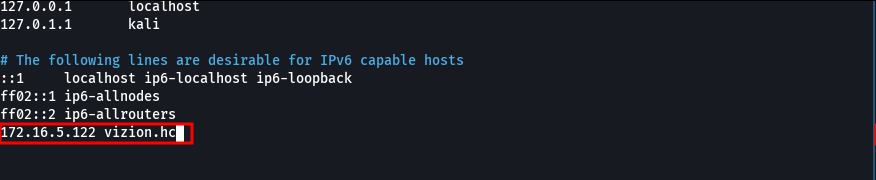 127.0.0.1 localhost
127.0.1.1 kali
# The following lines are desirable for IPv6 capable hosts
::1 localhost ip6-localhost ip6-loopback
ff02::1 ip6-allnodes
ff02::2 ip6-allrouters
172.16.5.122 vizion.hc